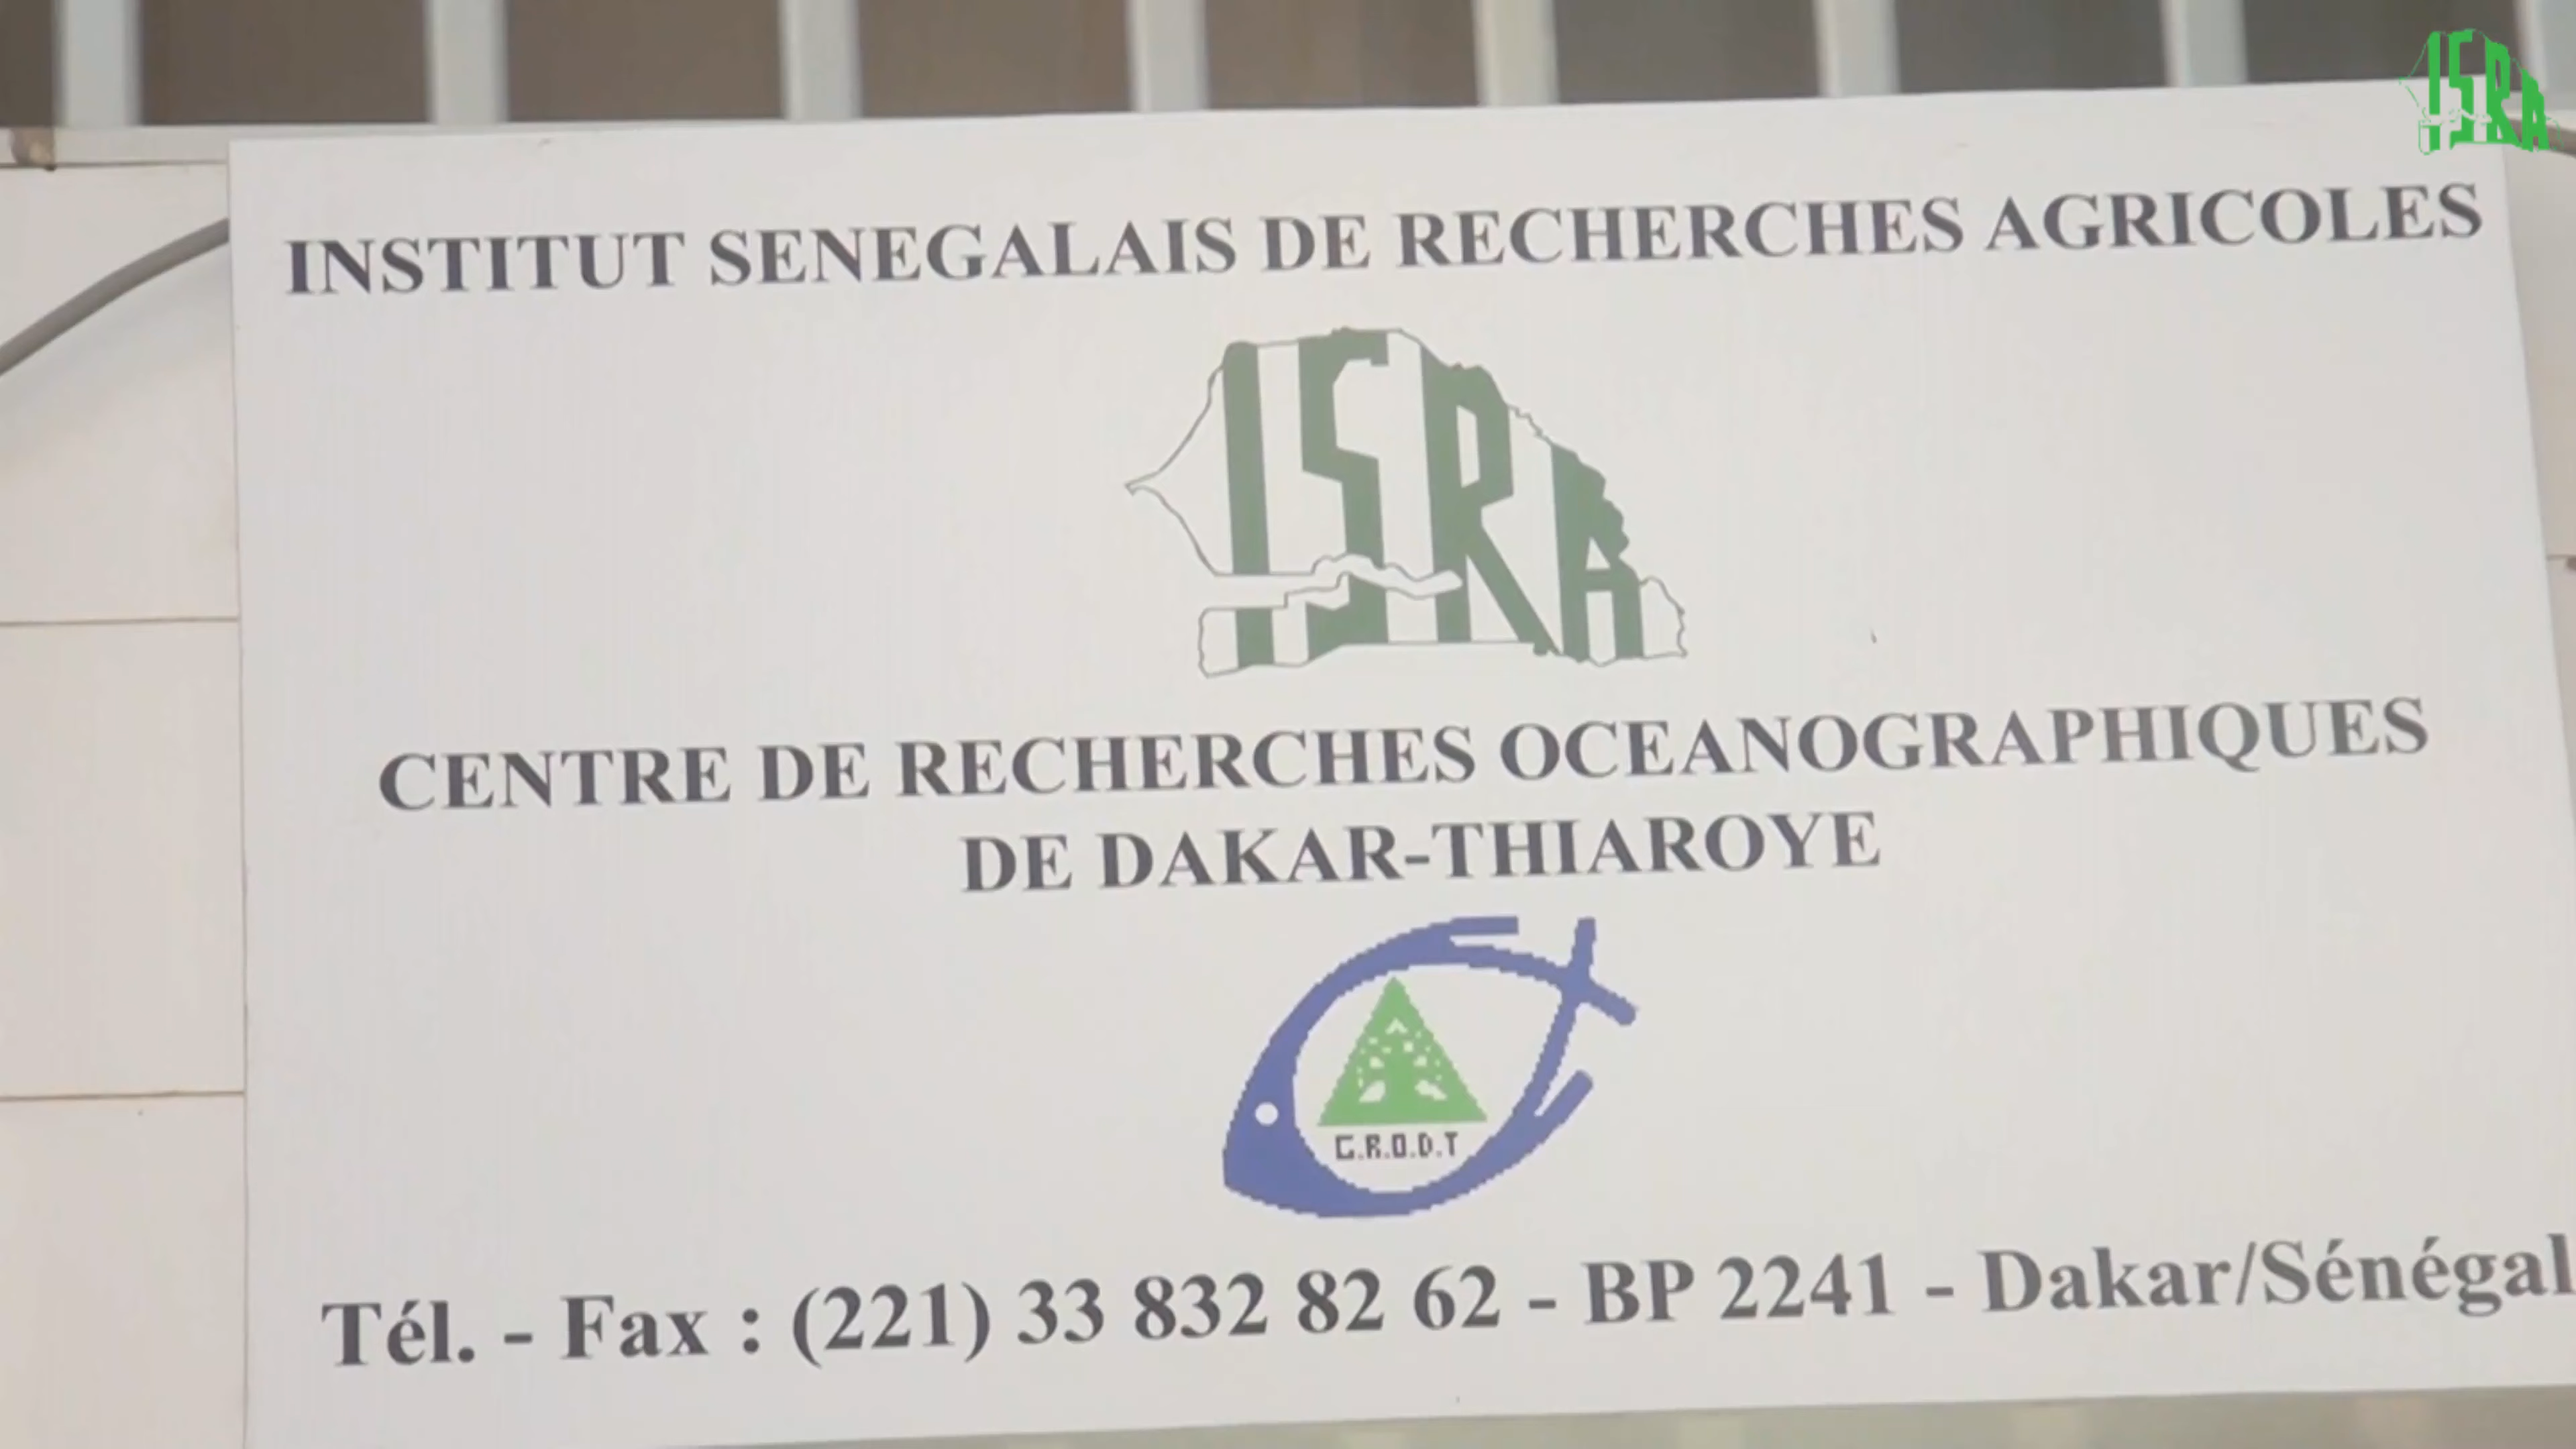 ISRA
INSTITUT SENEGALAIS DE RECHERCHES AGRICOLES
ISRA
CENTRE DE RECHERCHES OCEANOGRAPHIQUES
DE DAKAR-THIAROYE
C.R.O.D.T
Tél. - Fax : (221) 33 832 82 62 - BP 2241 - Dakar/Sénégal